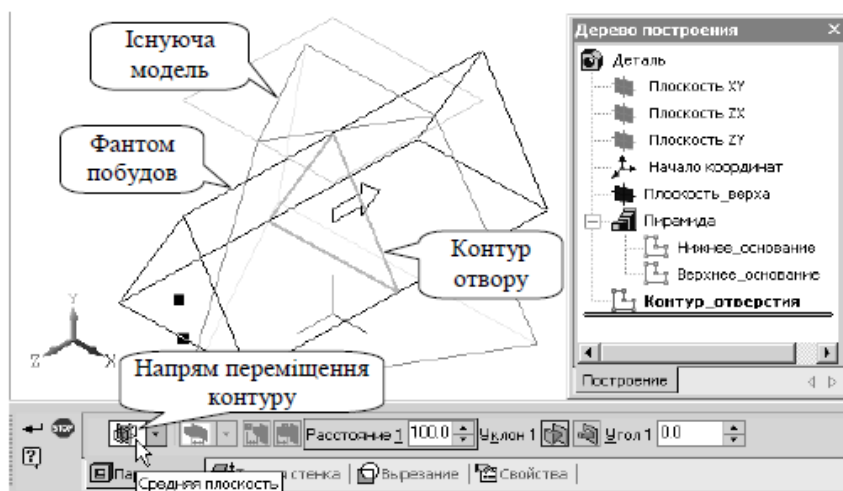 Існуюча
модель
Фантом
побудов
Контур
отвору
Y
Z
X
Напрям переміщення
контуру
Дерево построения
Деталь
Плоскость XY
Плоскость ZX
Плоскость ZY
Начало координат
Плоскость_верха
Пирамида
Нижнее_основание
Верхнее_основание
Контур_отверстия
Построение
STOP
Расстояние 1 100.0 Уклон 1 Угол 1 0.0
стенка Вырезание Свойства
Средняя плоскость